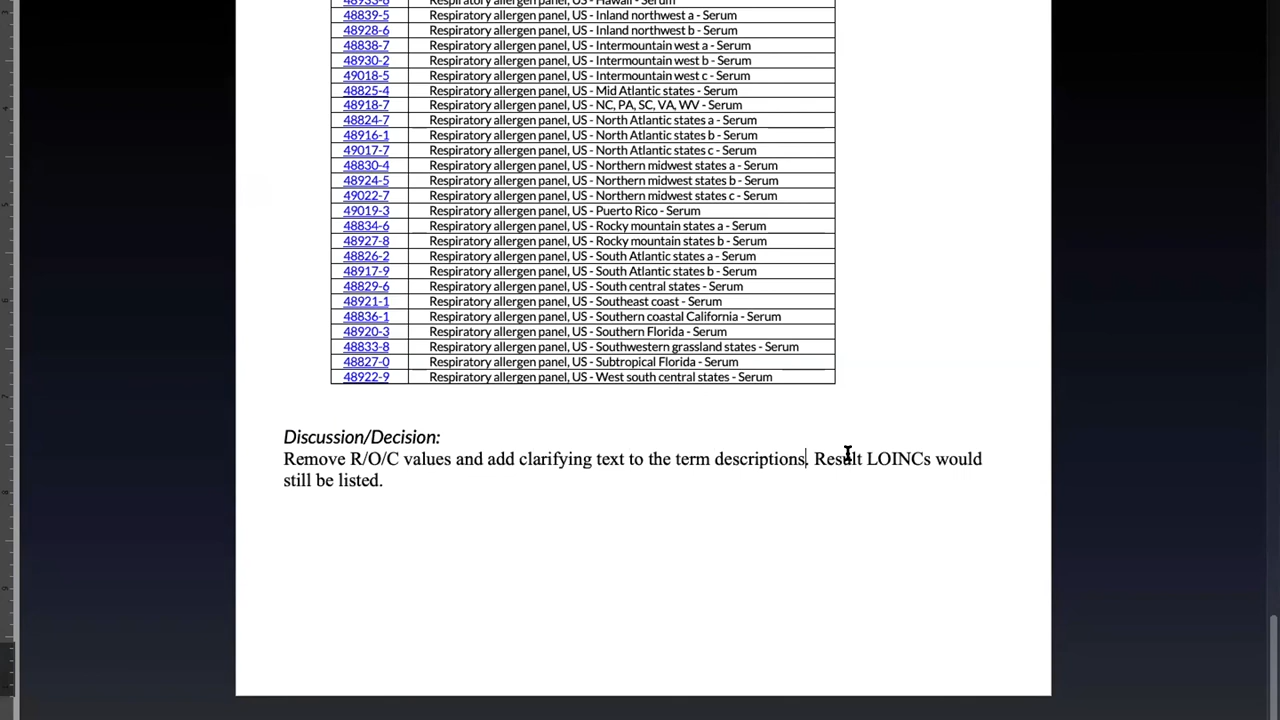 48933-6 Respiratory allergen panel, US - Hawaii - Serum
48839-5 Respiratory allergen panel, US - Inland northwest a - Serum
48928-6 Respiratory allergen panel, US - Inland northwest b - Serum
48838-7 Respiratory allergen panel, US - Intermountain west a - Serum
48930-2 Respiratory allergen panel, US - Intermountain west b - Serum
49018-5 Respiratory allergen panel, US - Intermountain west c - Serum
48825-4 Respiratory allergen panel, US - Mid Atlantic states - Serum
48918-7 Respiratory allergen panel, US - NC, PA, SC, VA, WV - Serum
48824-7 Respiratory allergen panel, US - North Atlantic states a - Serum
48916-1 Respiratory allergen panel, US - North Atlantic states b - Serum
49017-7 Respiratory allergen panel, US - North Atlantic states c - Serum
48830-4 Respiratory allergen panel, US - Northern midwest states a - Serum
48924-5 Respiratory allergen panel, US - Northern midwest states b - Serum
49022-7 Respiratory allergen panel, US - Northern midwest states c - Serum
49019-3 Respiratory allergen panel, US - Puerto Rico - Serum
48834-6 Respiratory allergen panel, US - Rocky mountain states a - Serum
48927-8 Respiratory allergen panel, US - Rocky mountain states b - Serum
48826-2 Respiratory allergen panel, US - South Atlantic states a - Serum
48917-9 Respiratory allergen panel, US - South Atlantic states b - Serum
48829-6 Respiratory allergen panel, US - South central states - Serum
48921-1 Respiratory allergen panel, US - Southeast coast - Serum
48836-1 Respiratory allergen panel, US - Southern coastal California - Serum
48920-3 Respiratory allergen panel, US - Southern Florida - Serum
48833-8 Respiratory allergen panel, US - Southwestern grassland states - Serum
48827-0 Respiratory allergen panel, US - Subtropical Florida - Serum
48922-9 Respiratory allergen panel, US - West south central states - Serum
Discussion/Decision:
Remove R/O/C values and add clarifying text to the term descriptions. Result LOINCs would
still be listed.